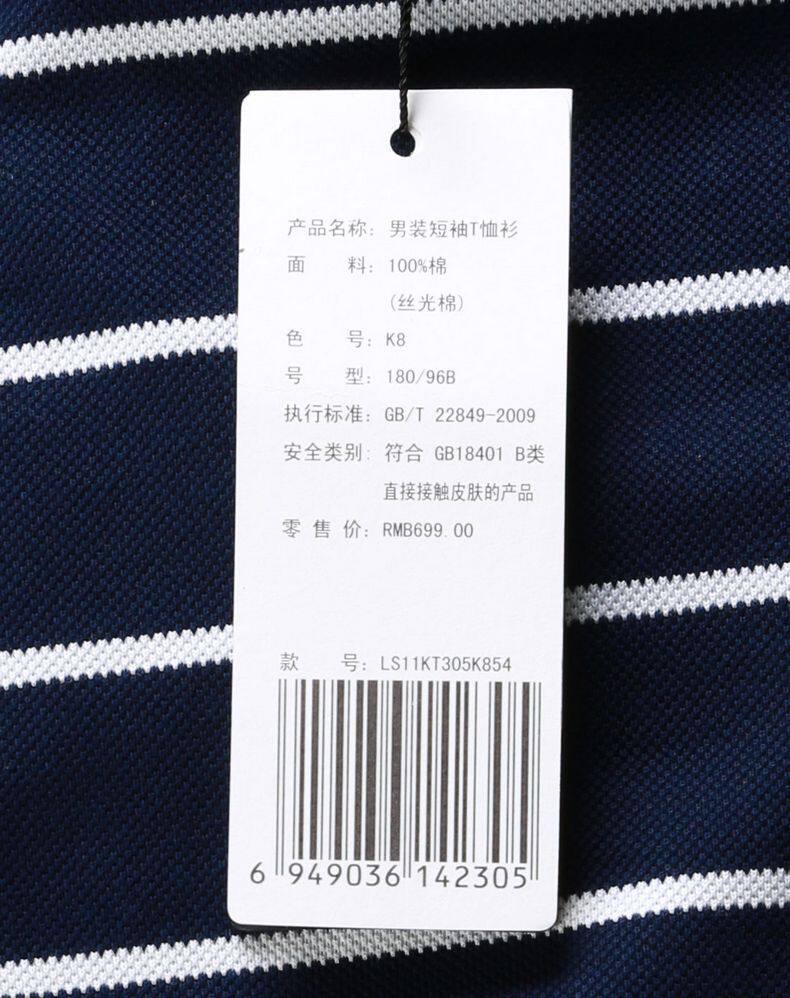 产品名称: 男装短袖T恤衫
面 料: 100%棉
(丝光棉)
色 号: K8
号 型: 180/96B
执行标准: GB/T 22849-2009
安全类别: 符合 GB18401 B类
直接接触皮肤的产品
零 售 价: RMB699.00
款 号: LS11KT305K854
6 949036 142305